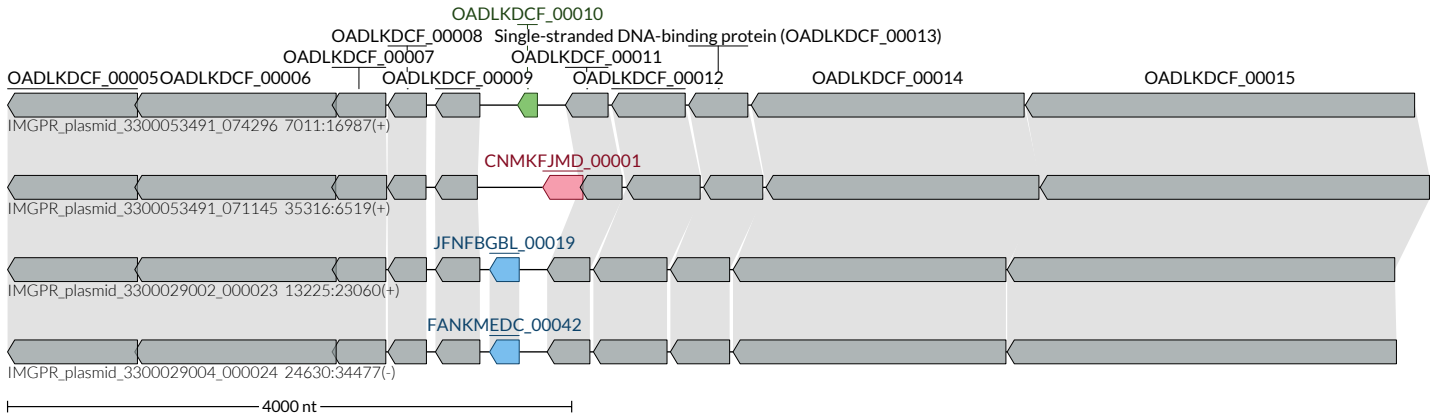 OADLKDCF_00010
OADLKDCF_00008 Single-stranded DNA-binding protein (OADLKDCF_00013)
OADLKDCF_00007 OADLKDCF_00011
OADLKDCF_00005 OADLKDCF_00006 OADLKDCF_00009 OADLKDCF_00012 OADLKDCF_00014 OADLKDCF_00015
IMGPR_plasmid_3300053491_074296 7011:16987(+)
CNMKFJMD_00001
IMGPR_plasmid_3300053491_071145 35316:6519(+)
JFNFBGBL_00019
IMGPR_plasmid_3300029002_000023 13225:23060(+)
FANKMEDC_00042
IMGPR_plasmid_3300029004_000024 24630:34477(-)
4000 nt